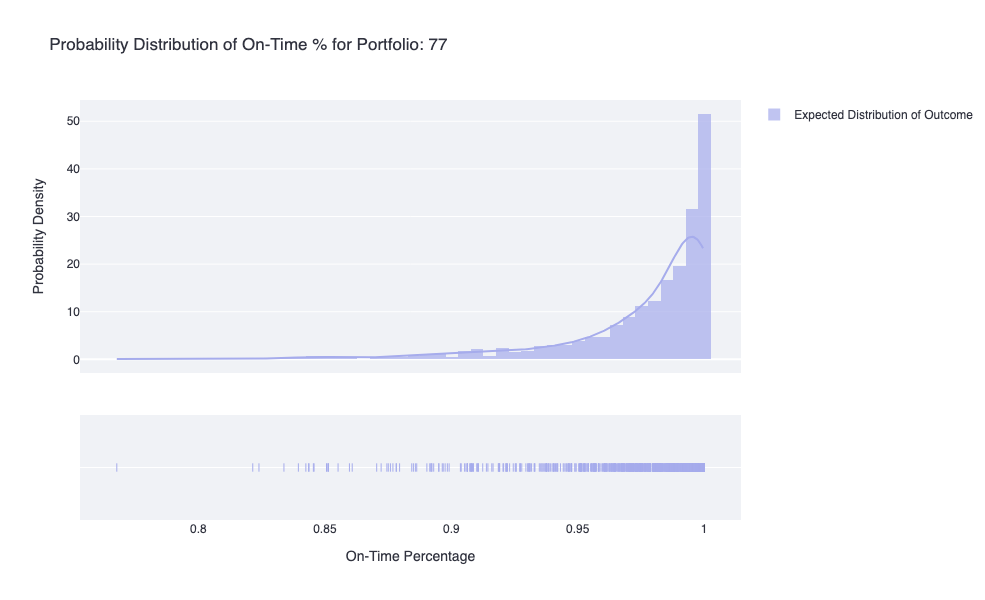 Probability Distribution of On-Time % for Portfolio: 77
Expected Distribution of Outcome
Probability Density
50
40
30
20
10
0
0.8
0.85
0.9
0.95
1
On-Time Percentage